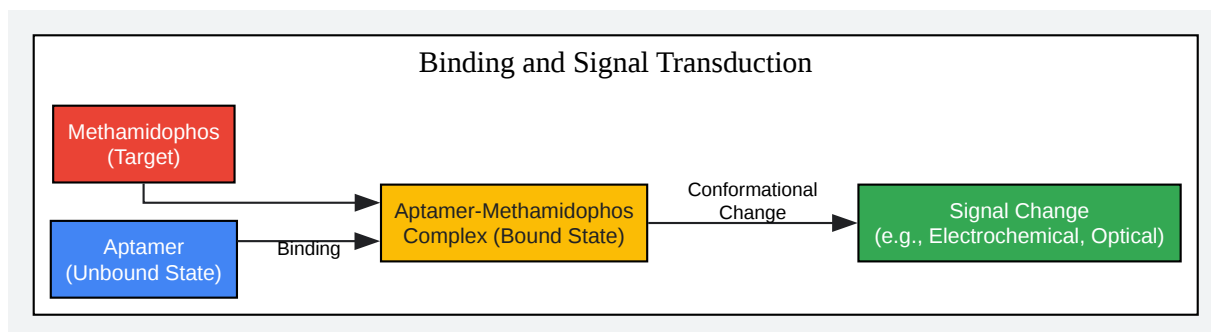 Binding and Signal Transduction
Methamidophos
(Target)
Aptamer
(Unbound State)
Binding
Aptamer-Methamidophos
Complex (Bound State)
Conformational
Change
Signal Change
(e.g., Electrochemical, Optical)